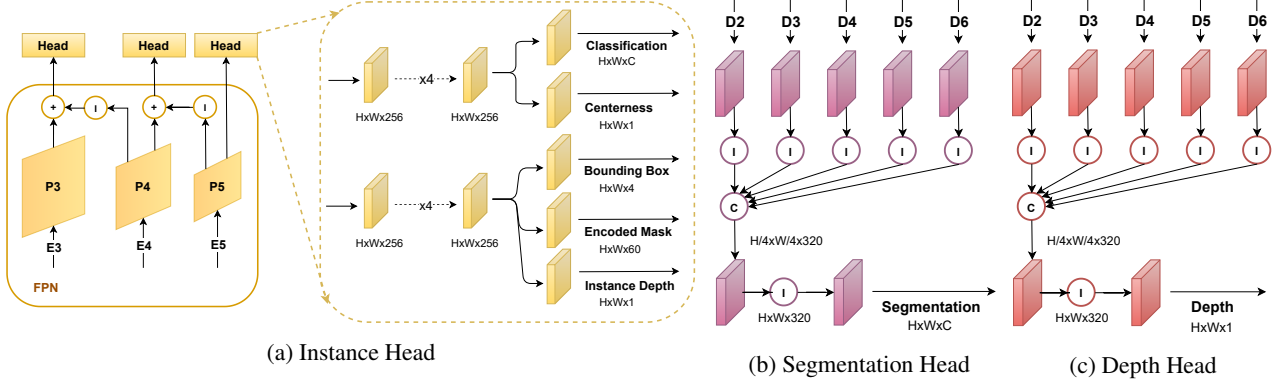 Head
Head
Head
+
I
+
I
P3
P4
P5
E3
E4
E5
FPN
HxWx256
x4
HxWx256
Classification
HxWxC
Centerness
HxWx1
HxWx256
x4
HxWx256
Bounding Box
HxWx4
Encoded Mask
HxWx60
Instance Depth
HxWx1
(a) Instance Head
D2
D3
D4
D5
D6
I
I
I
I
I
C
H/4xW/4x320
I
HxWx320
Segmentation
HxWxC
(b) Segmentation Head
D2
D3
D4
D5
D6
I
I
I
I
I
C
H/4xW/4x320
I
HxWx320
Depth
HxWx1
(c) Depth Head